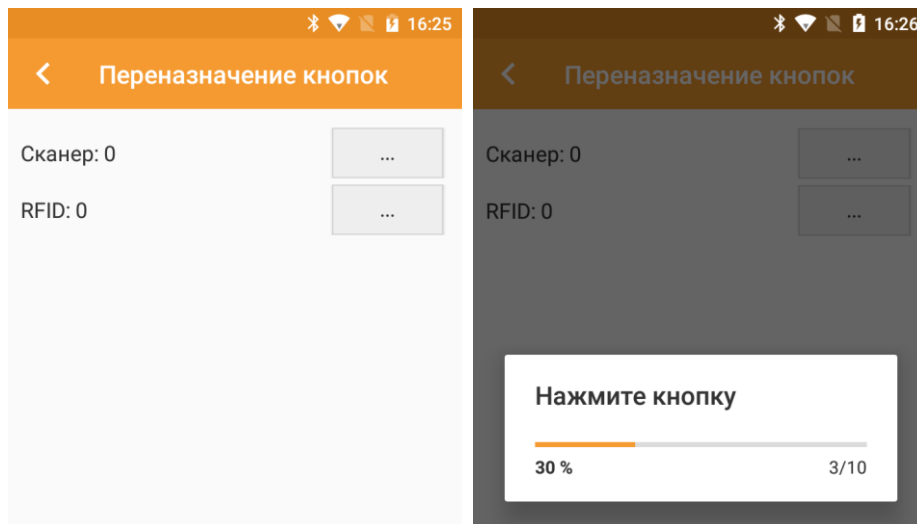 16:25
Переназначение кнопок
Сканер: 0
...
RFID: 0
...
16:26
Переназначение кнопок
Сканер: 0
...
RFID: 0
...
Нажмите кнопку
30 %
3/10